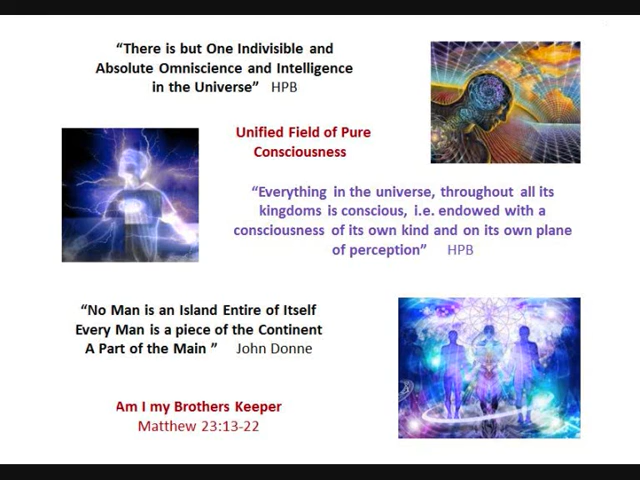 “There is but One Indivisible and
Absolute Omniscience and Intelligence
in the Universe” HPB
Unified Field of Pure
Consciousness
“Everything in the universe, throughout all its
kingdoms is conscious, i.e. endowed with a
consciousness of its own kind and on its own plane
of perception” HPB
“No Man is an Island Entire of Itself
Every Man is a piece of the Continent
A Part of the Main ” John Donne
Am I my Brothers Keeper
Matthew 23:13-22